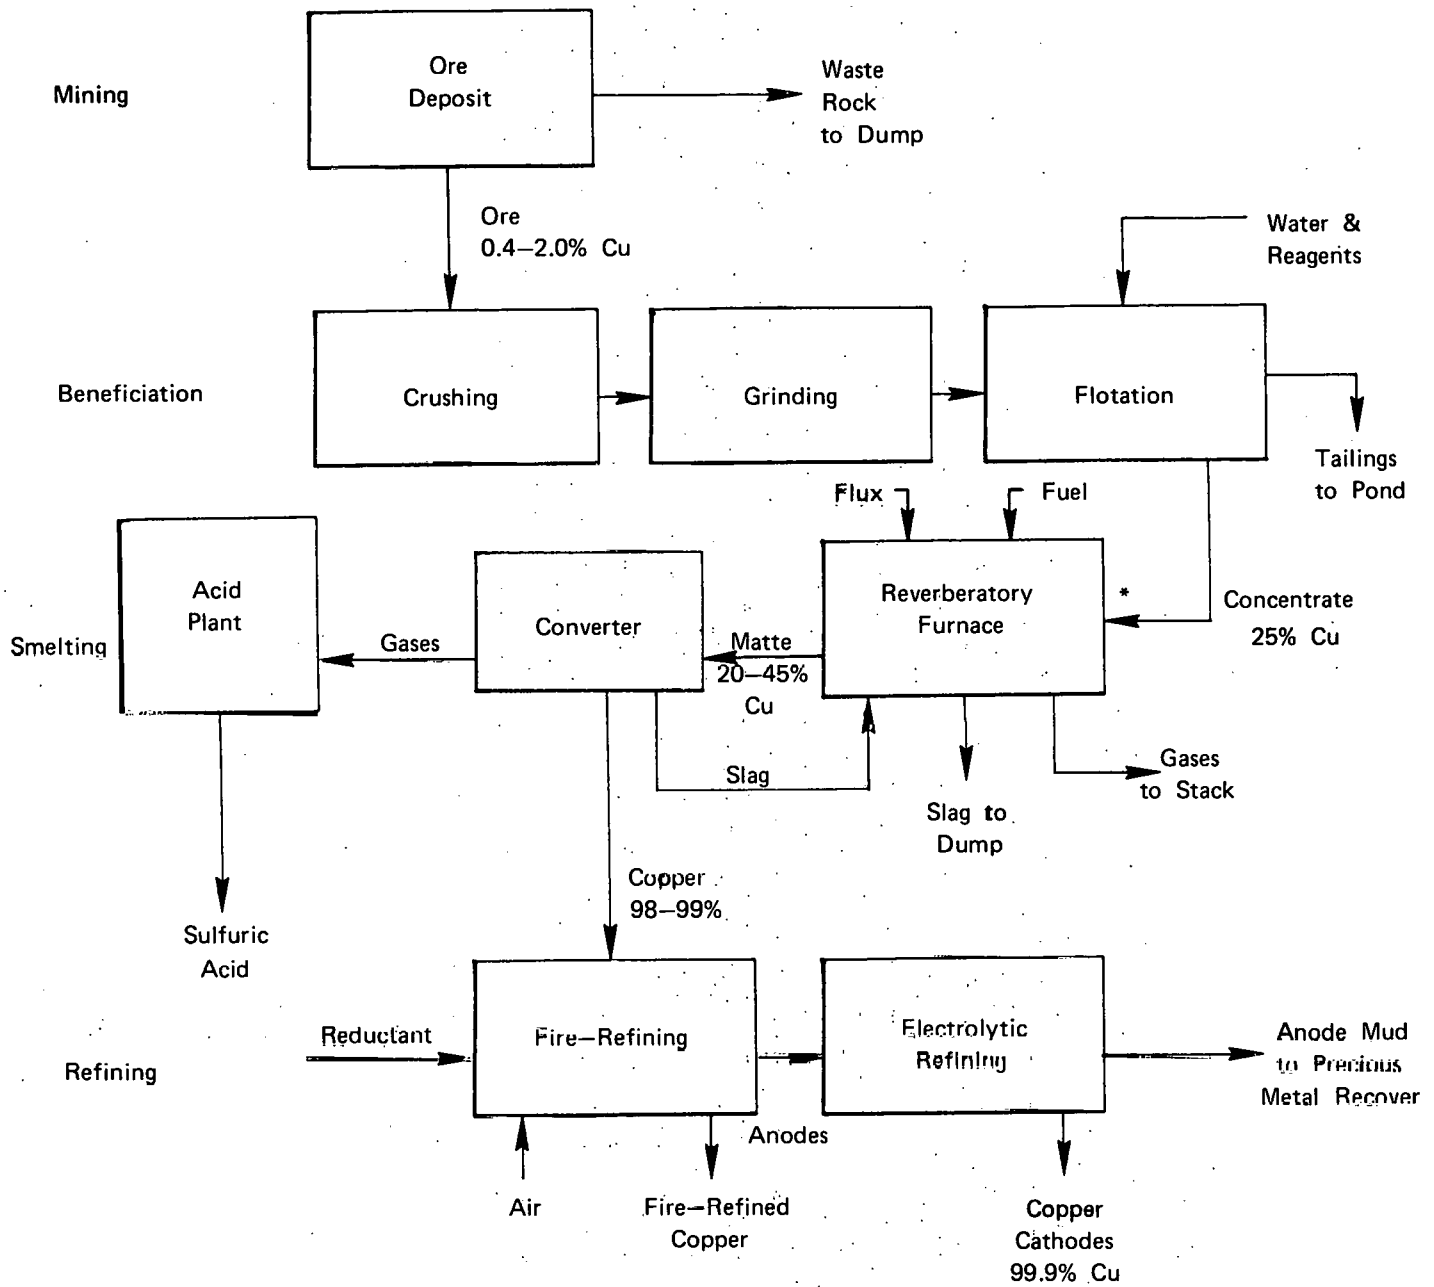 Mining
Ore
Deposit
Waste
Rock
to Dump
Ore
0.4–2.0% Cu
Water &
Reagents
Beneficiation
Crushing
Grinding
Flotation
Tailings
to Pond
Flux
Fuel
Smelting
Acid
Plant
Gases
Converter
Matte
20–45%
Cu
Reverberatory
Furnace
*
Concentrate
25% Cu
Slag
Slag to
Dump
Gases
to Stack
Copper
98–99%
Sulfuric
Acid
Refining
Reductant
Fire–Refining
Electrolytic
Refining
Anode Mud
to Precious
Metal Recover
Anodes
Air
Fire–Refined
Copper
Copper
Cathodes
99.9% Cu